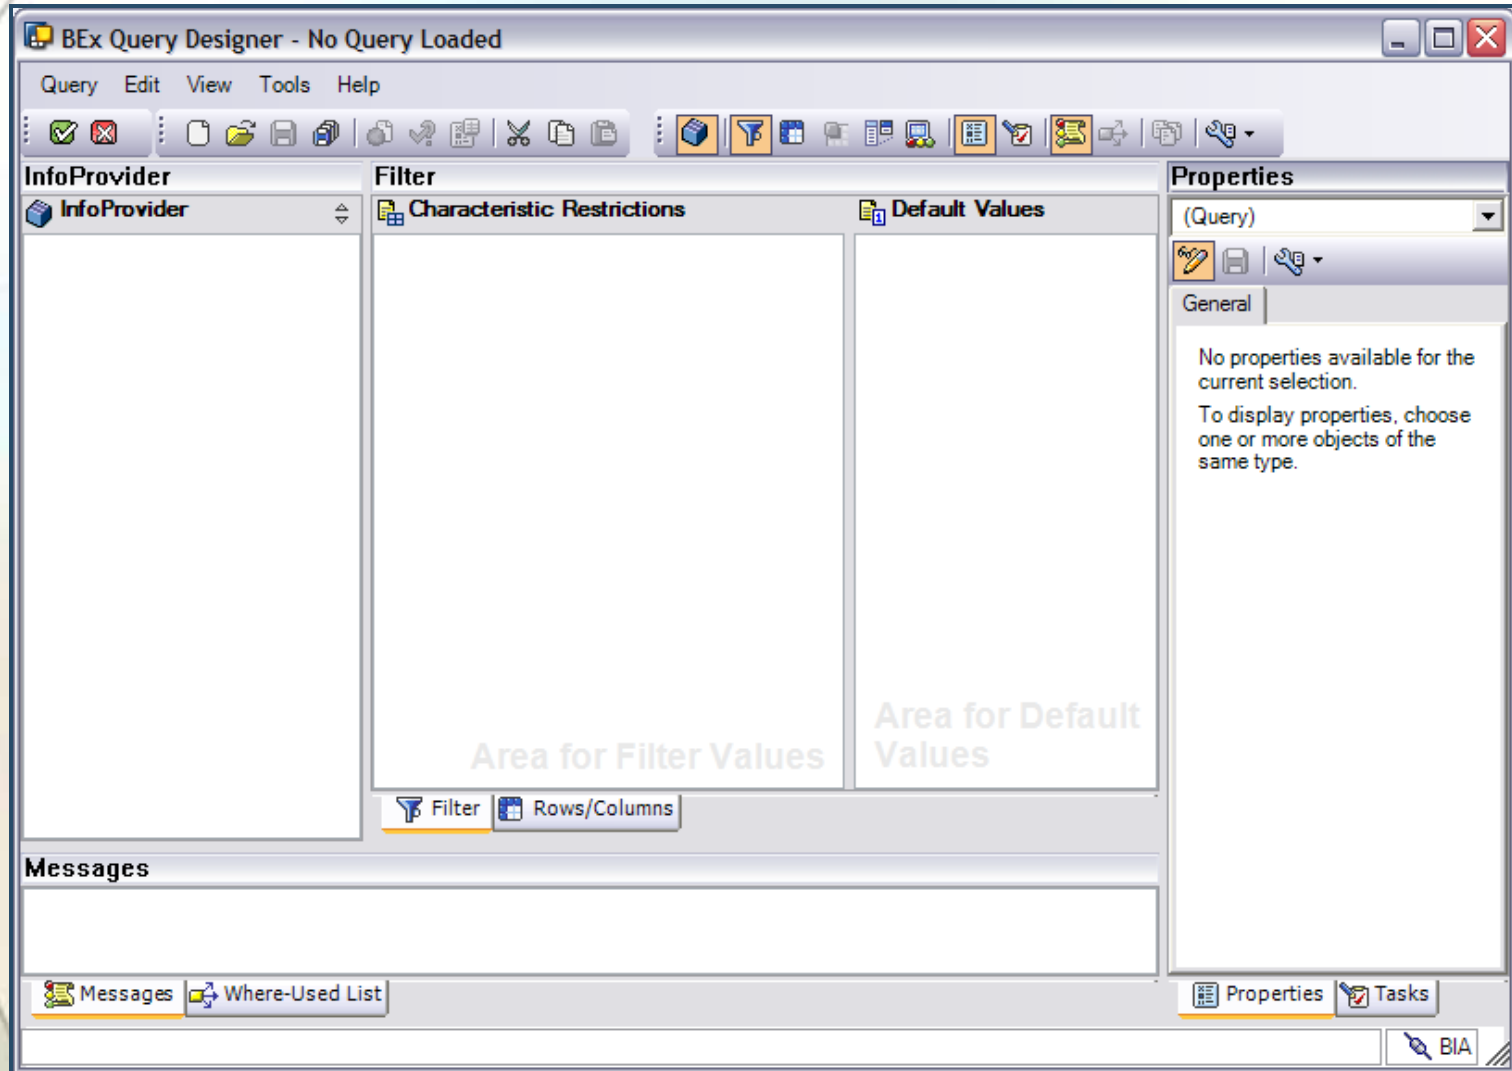 BEx Query Designer - No Query Loaded
Query Edit View Tools Help
InfoProvider
Filter
Properties
InfoProvider
Characteristic Restrictions
Default Values
(Query)
General
No properties available for the
current selection.
To display properties, choose
one or more objects of the
same type.
Area for Filter Values
Area for Default
Values
Filter
Rows/Columns
Messages
Messages
Where-Used List
Properties
Tasks
BIA